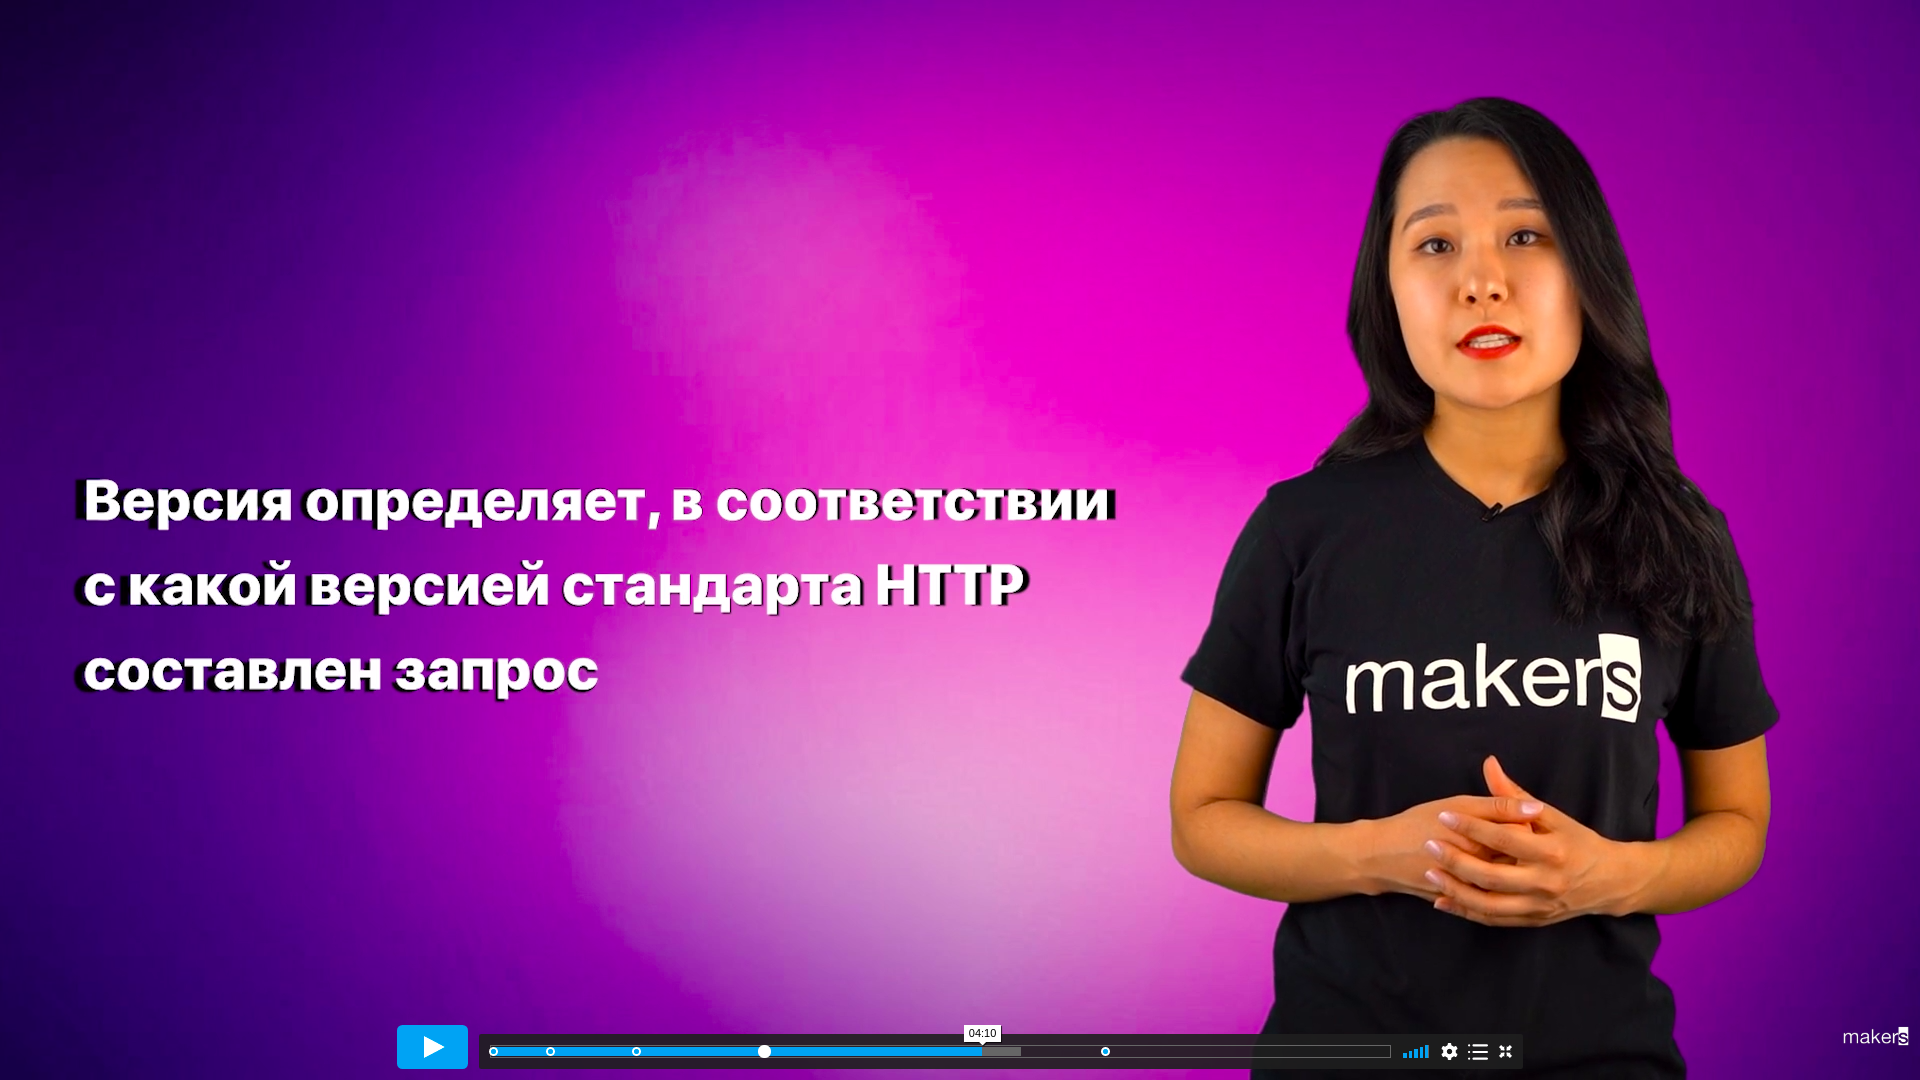 Версия определяет, в соответствии
с какой версией стандарта HTTP
составлен запрос
makers
04:10
makers